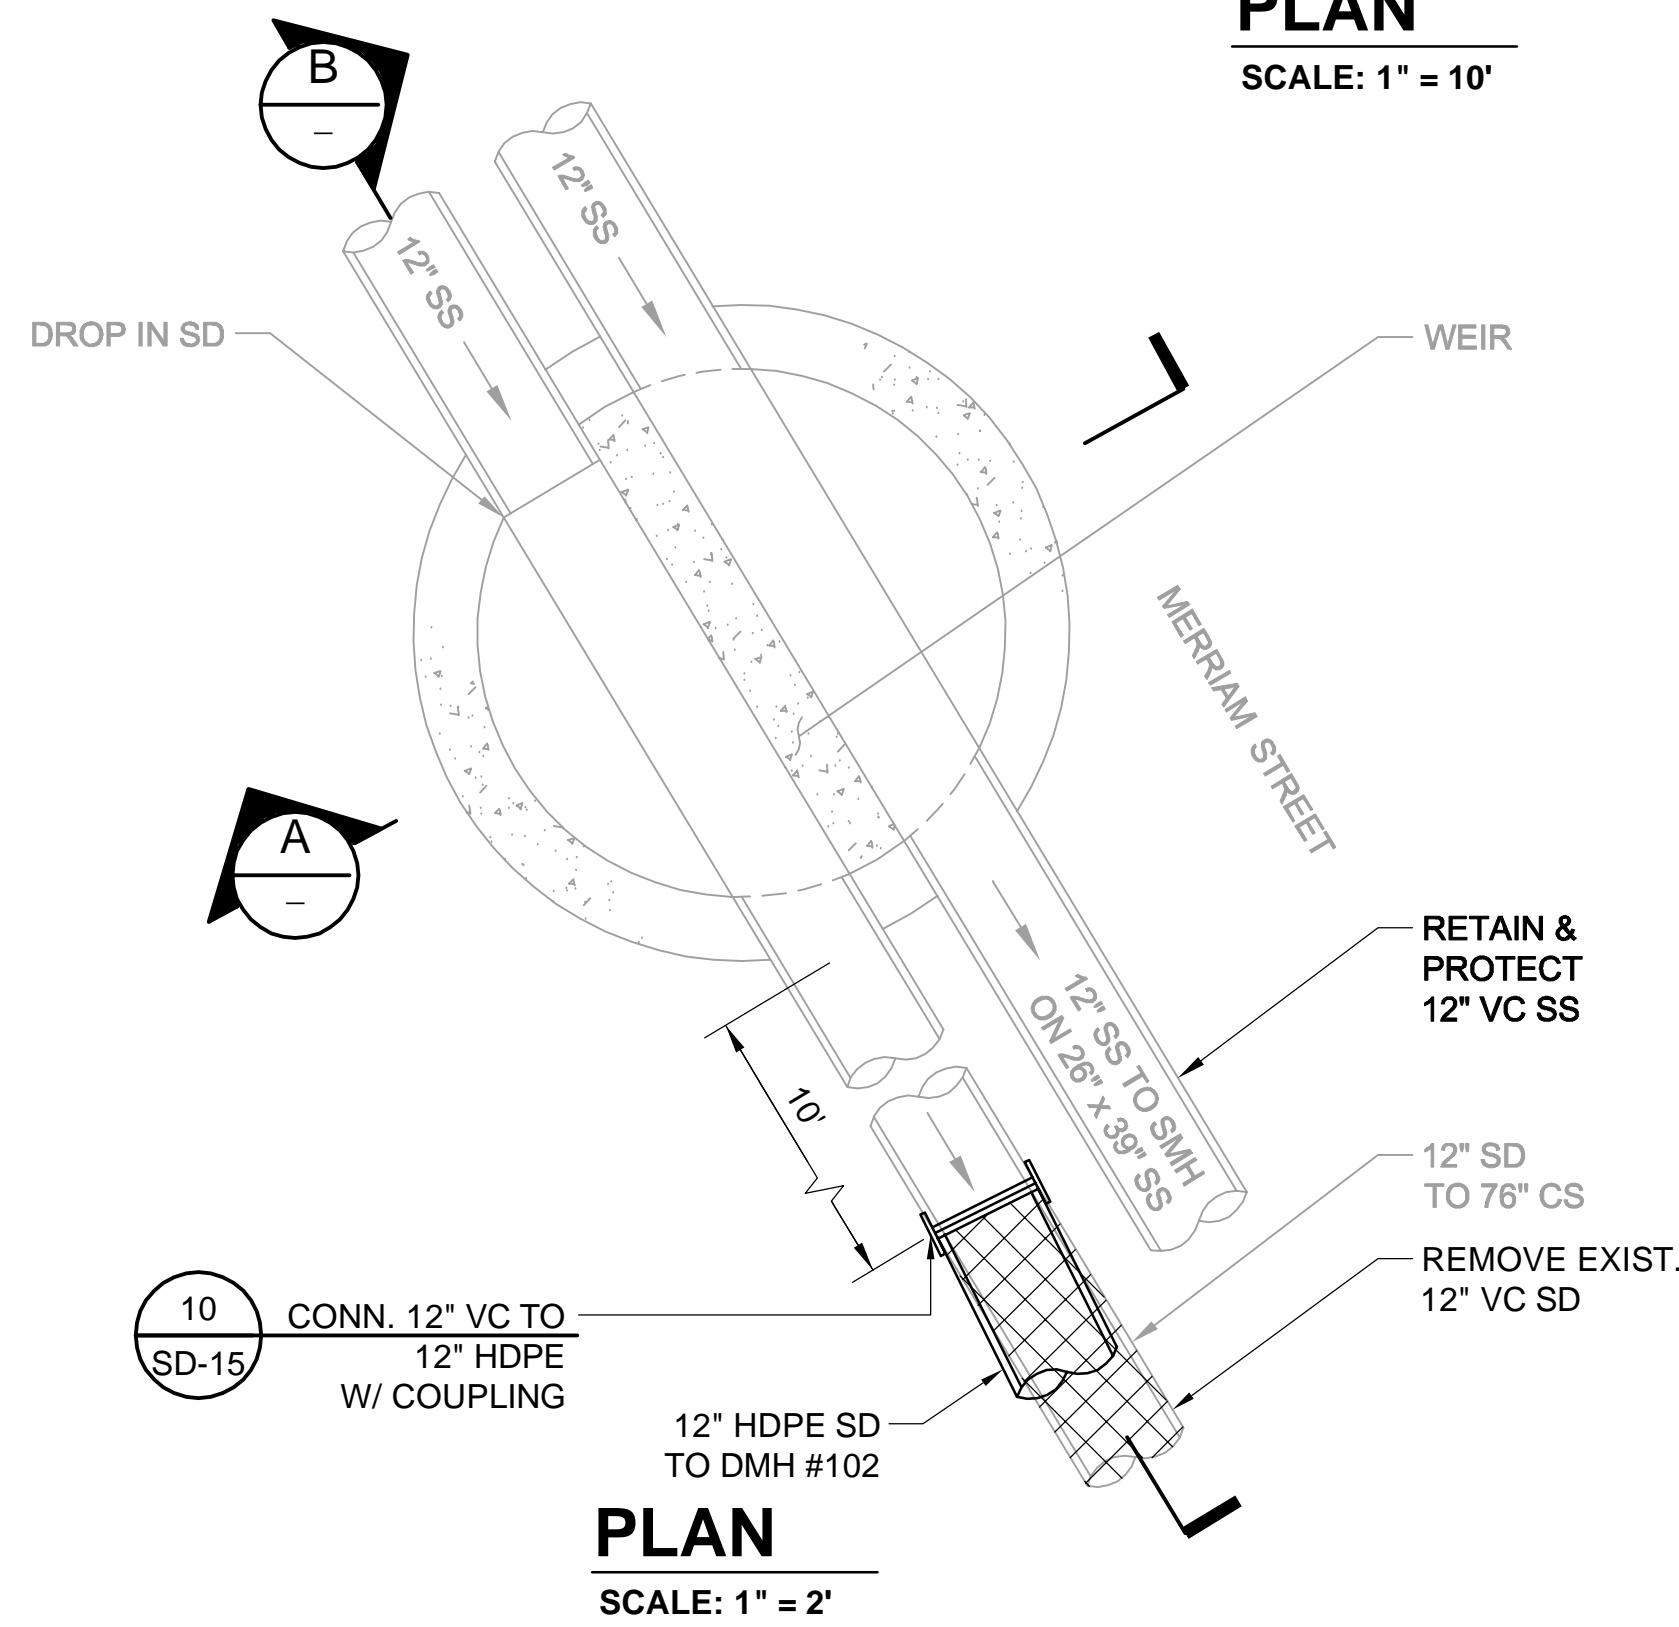 PLAN
SCALE: 1" = 10'
B
–
12" SS
12" SS
DROP IN SD
WEIR
MERRIAM STREET
A
–
RETAIN &
PROTECT
12" VC SS
12" SS TO SMH
ON 26" x 39" SS
10'
12" SD
TO 76" CS
REMOVE EXIST.
12" VC SD
10
SD-15
CONN. 12" VC TO
12" HDPE
W/ COUPLING
12" HDPE SD
TO DMH #102
PLAN
SCALE: 1" = 2'